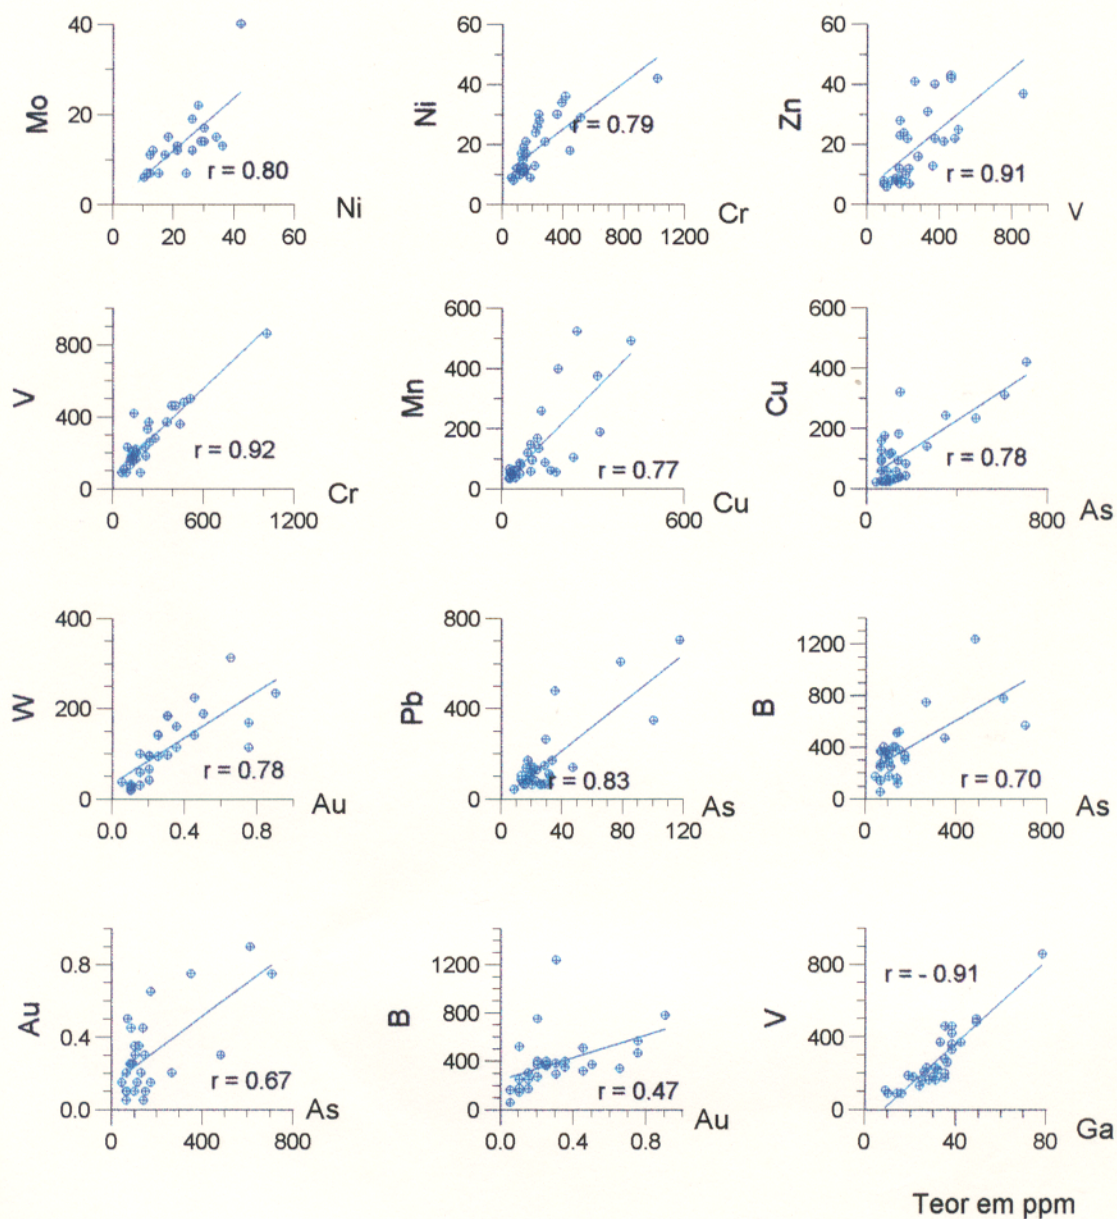 40 60 60
Mo 20 Ni 40 Zn 40
20 r = 0.79 20
r = 0.80 r = 0.91
0 Ni 0 Cr 0 V
0 20 40 60 0 400 800 1200 0 400 800
600 600
800 400 400
V 400 Mn 200 Cu 200
r = 0.92 r = 0.77 r = 0.78
0 Cr 0 Cu 0 As
0 600 1200 0 600 0 800
400 800 1200
W 200 Pb 400 B 800
400
r = 0.78 r = 0.83 r = 0.70
0 Au 0 As 0 As
0.0 0.4 0.8 0 40 80 120 0 400 800
0.8 1200 800 r = - 0.91
Au 0.4 B 800 V 400
400
r = 0.67 r = 0.47
0.0 As 0 Au 0 Ga
0 400 800 0.0 0.4 0.8 0 40 80
Teor em ppm